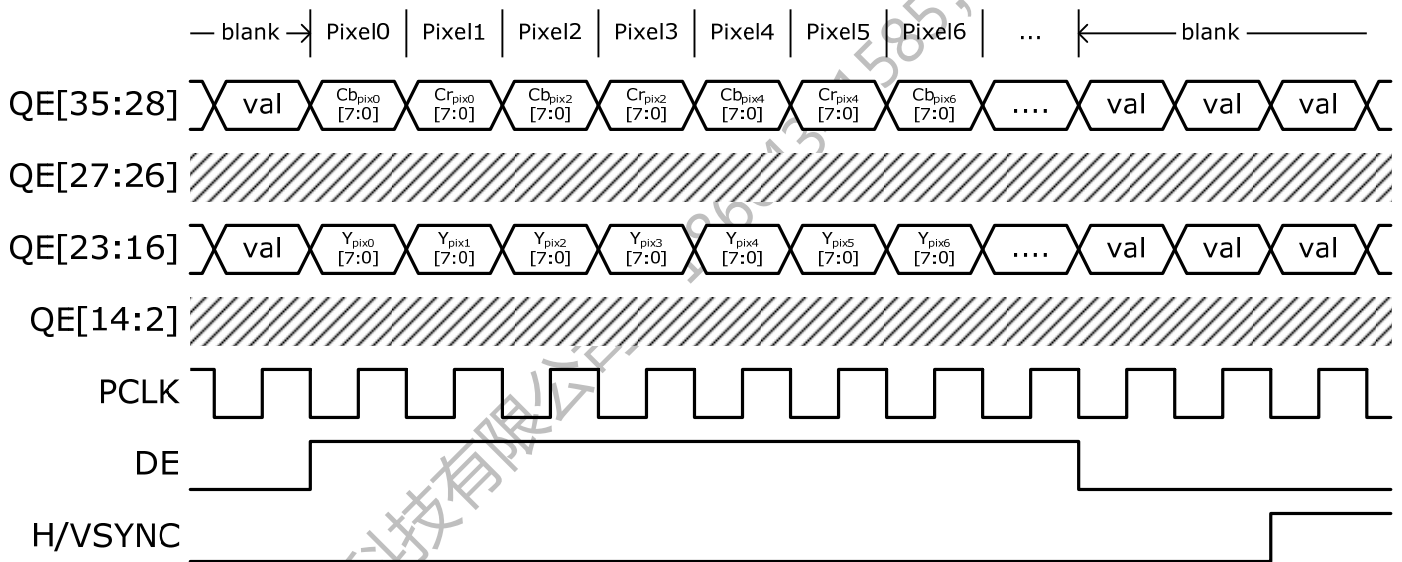 blank Pixel0 Pixel1 Pixel2 Pixel3 Pixel4 Pixel5 Pixel6 ... blank
QE[35:28] val Cbpix0 [7:0] Crpix0 [7:0] Cbpix2 [7:0] Crpix2 [7:0] Cbpix4 [7:0] Crpix4 [7:0] Cbpix6 [7:0] .... val val val
QE[27:26]
QE[23:16] val Ypix0 [7:0] Ypix1 [7:0] Ypix2 [7:0] Ypix3 [7:0] Ypix4 [7:0] Ypix5 [7:0] Ypix6 [7:0] .... val val val
QE[14:2]
PCLK
DE
H/VSYNC
科技有限公司